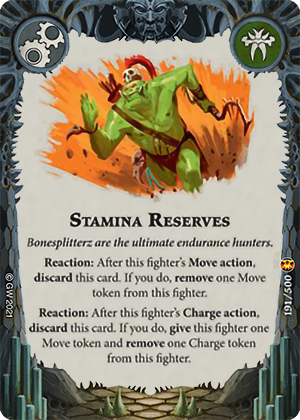 STAMINA RESERVES
Bonesplitterz are the ultimate endurance hunters.
Reaction: After this fighter's Move action,
discard this card. If you do, remove one Move
token from this fighter.
Reaction: After this fighter's Charge action,
discard this card. If you do, give this fighter one
Move token and remove one Charge token
from this fighter.
© GW 2021
191/500